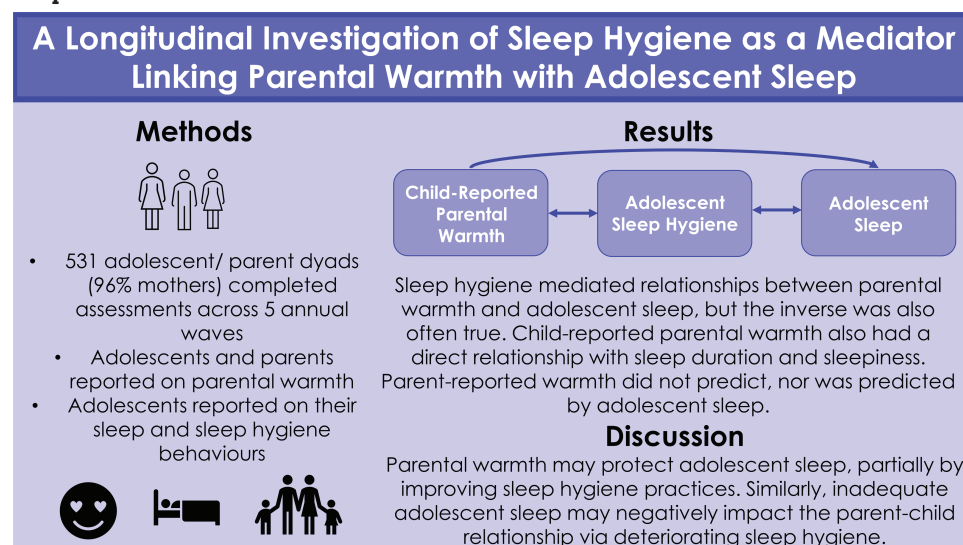 A Longitudinal Investigation of Sleep Hygiene as a Mediator
Linking Parental Warmth with Adolescent Sleep
Methods
• 531 adolescent/ parent dyads
(96% mothers) completed
assessments across 5 annual
waves
• Adolescents and parents
reported on parental warmth
• Adolescents reported on their
sleep and sleep hygiene
behaviours
Results
Child-Reported
Parental
Warmth
Adolescent
Sleep Hygiene
Adolescent
Sleep
Sleep hygiene mediated relationships between parental
warmth and adolescent sleep, but the inverse was also
often true. Child-reported parental warmth also had a
direct relationship with sleep duration and sleepiness.
Parent-reported warmth did not predict, nor was predicted
by adolescent sleep.
Discussion
Parental warmth may protect adolescent sleep, partially by
improving sleep hygiene practices. Similarly, inadequate
adolescent sleep may negatively impact the parent-child
relationship via deteriorating sleep hygiene.